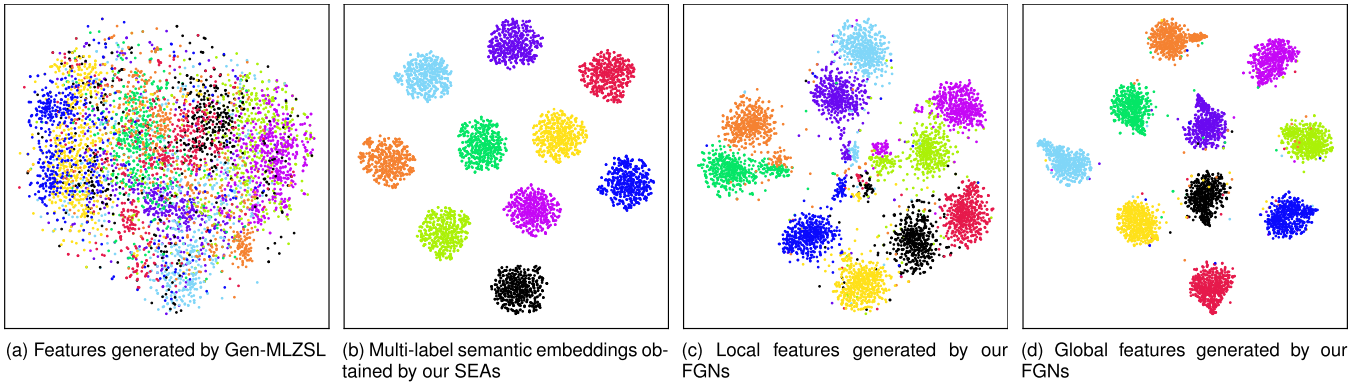 (a) Features generated by Gen-MLZSL
(b) Multi-label semantic embeddings ob-
tained by our SEAs
(c) Local features generated by our
FGNs
(d) Global features generated by our
FGNs